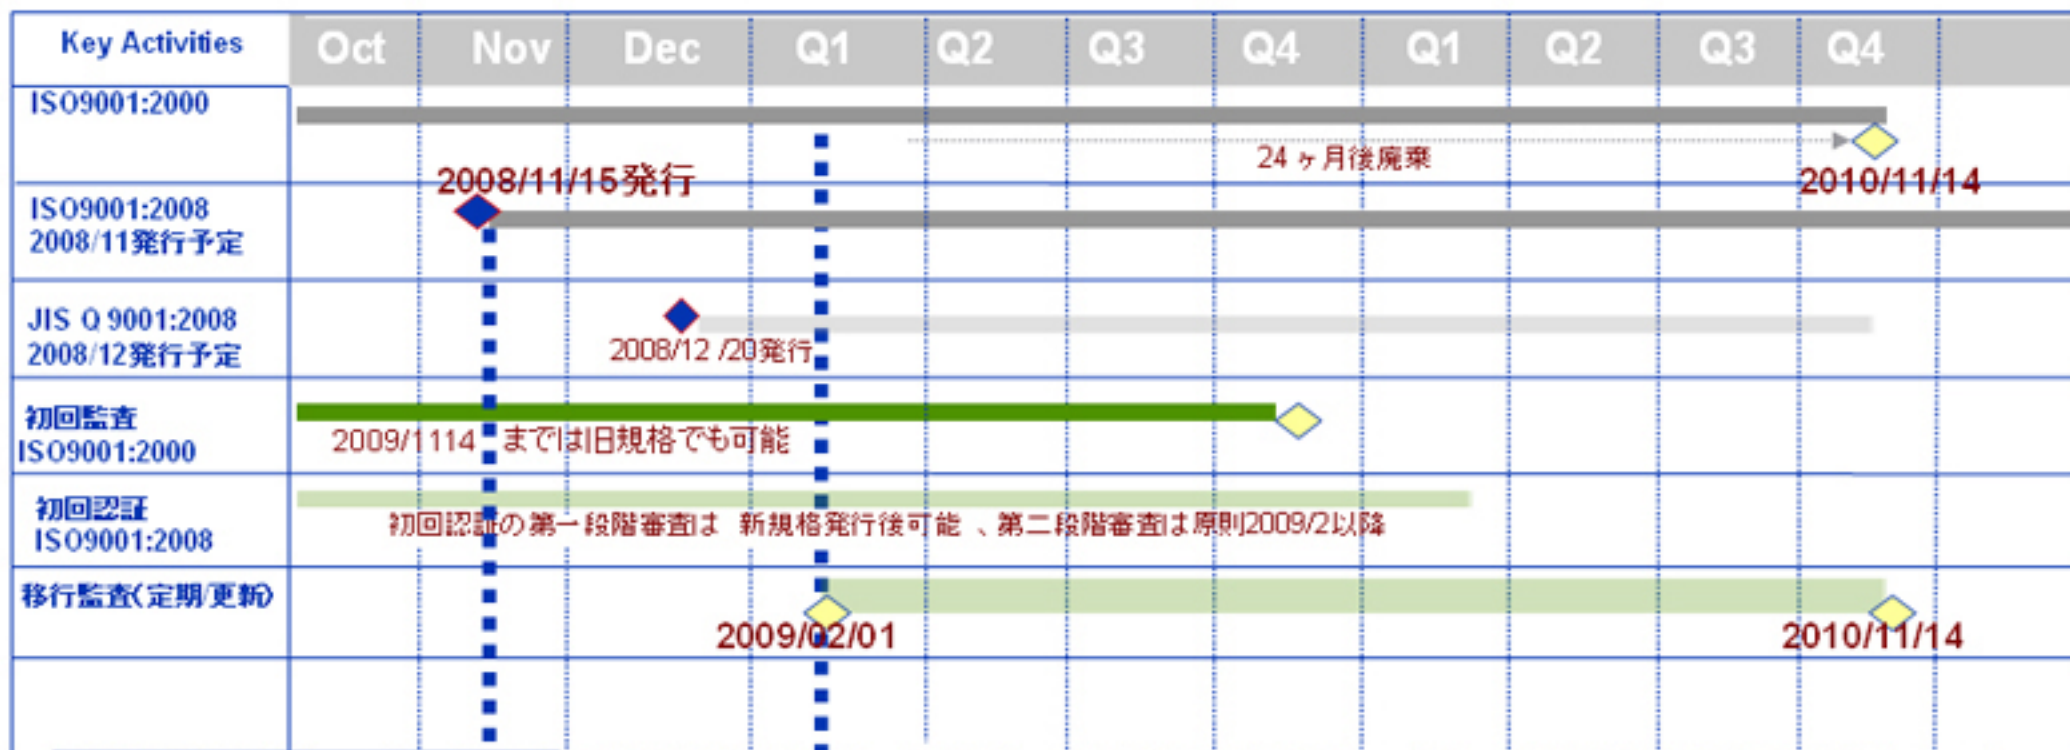 Key Activities Oct Nov Dec Q1 Q2 Q3 Q4 Q1 Q2 Q3 Q4
ISO9001:2000
24 ヶ月後廃棄
2008/11/15発行
2010/11/14
ISO9001:2008
2008/11発行予定
JIS Q 9001:2008
2008/12発行予定
2008/12 /20発行
初回監査
ISO9001:2000
2009/1114 までは旧規格でも可能
初回認証
ISO9001:2008
初回認証の第一段階審査は 新規格発行後可能 、第二段階審査は原則2009/2以降
移行監査(定期/更新)
2009/02/01
2010/11/14